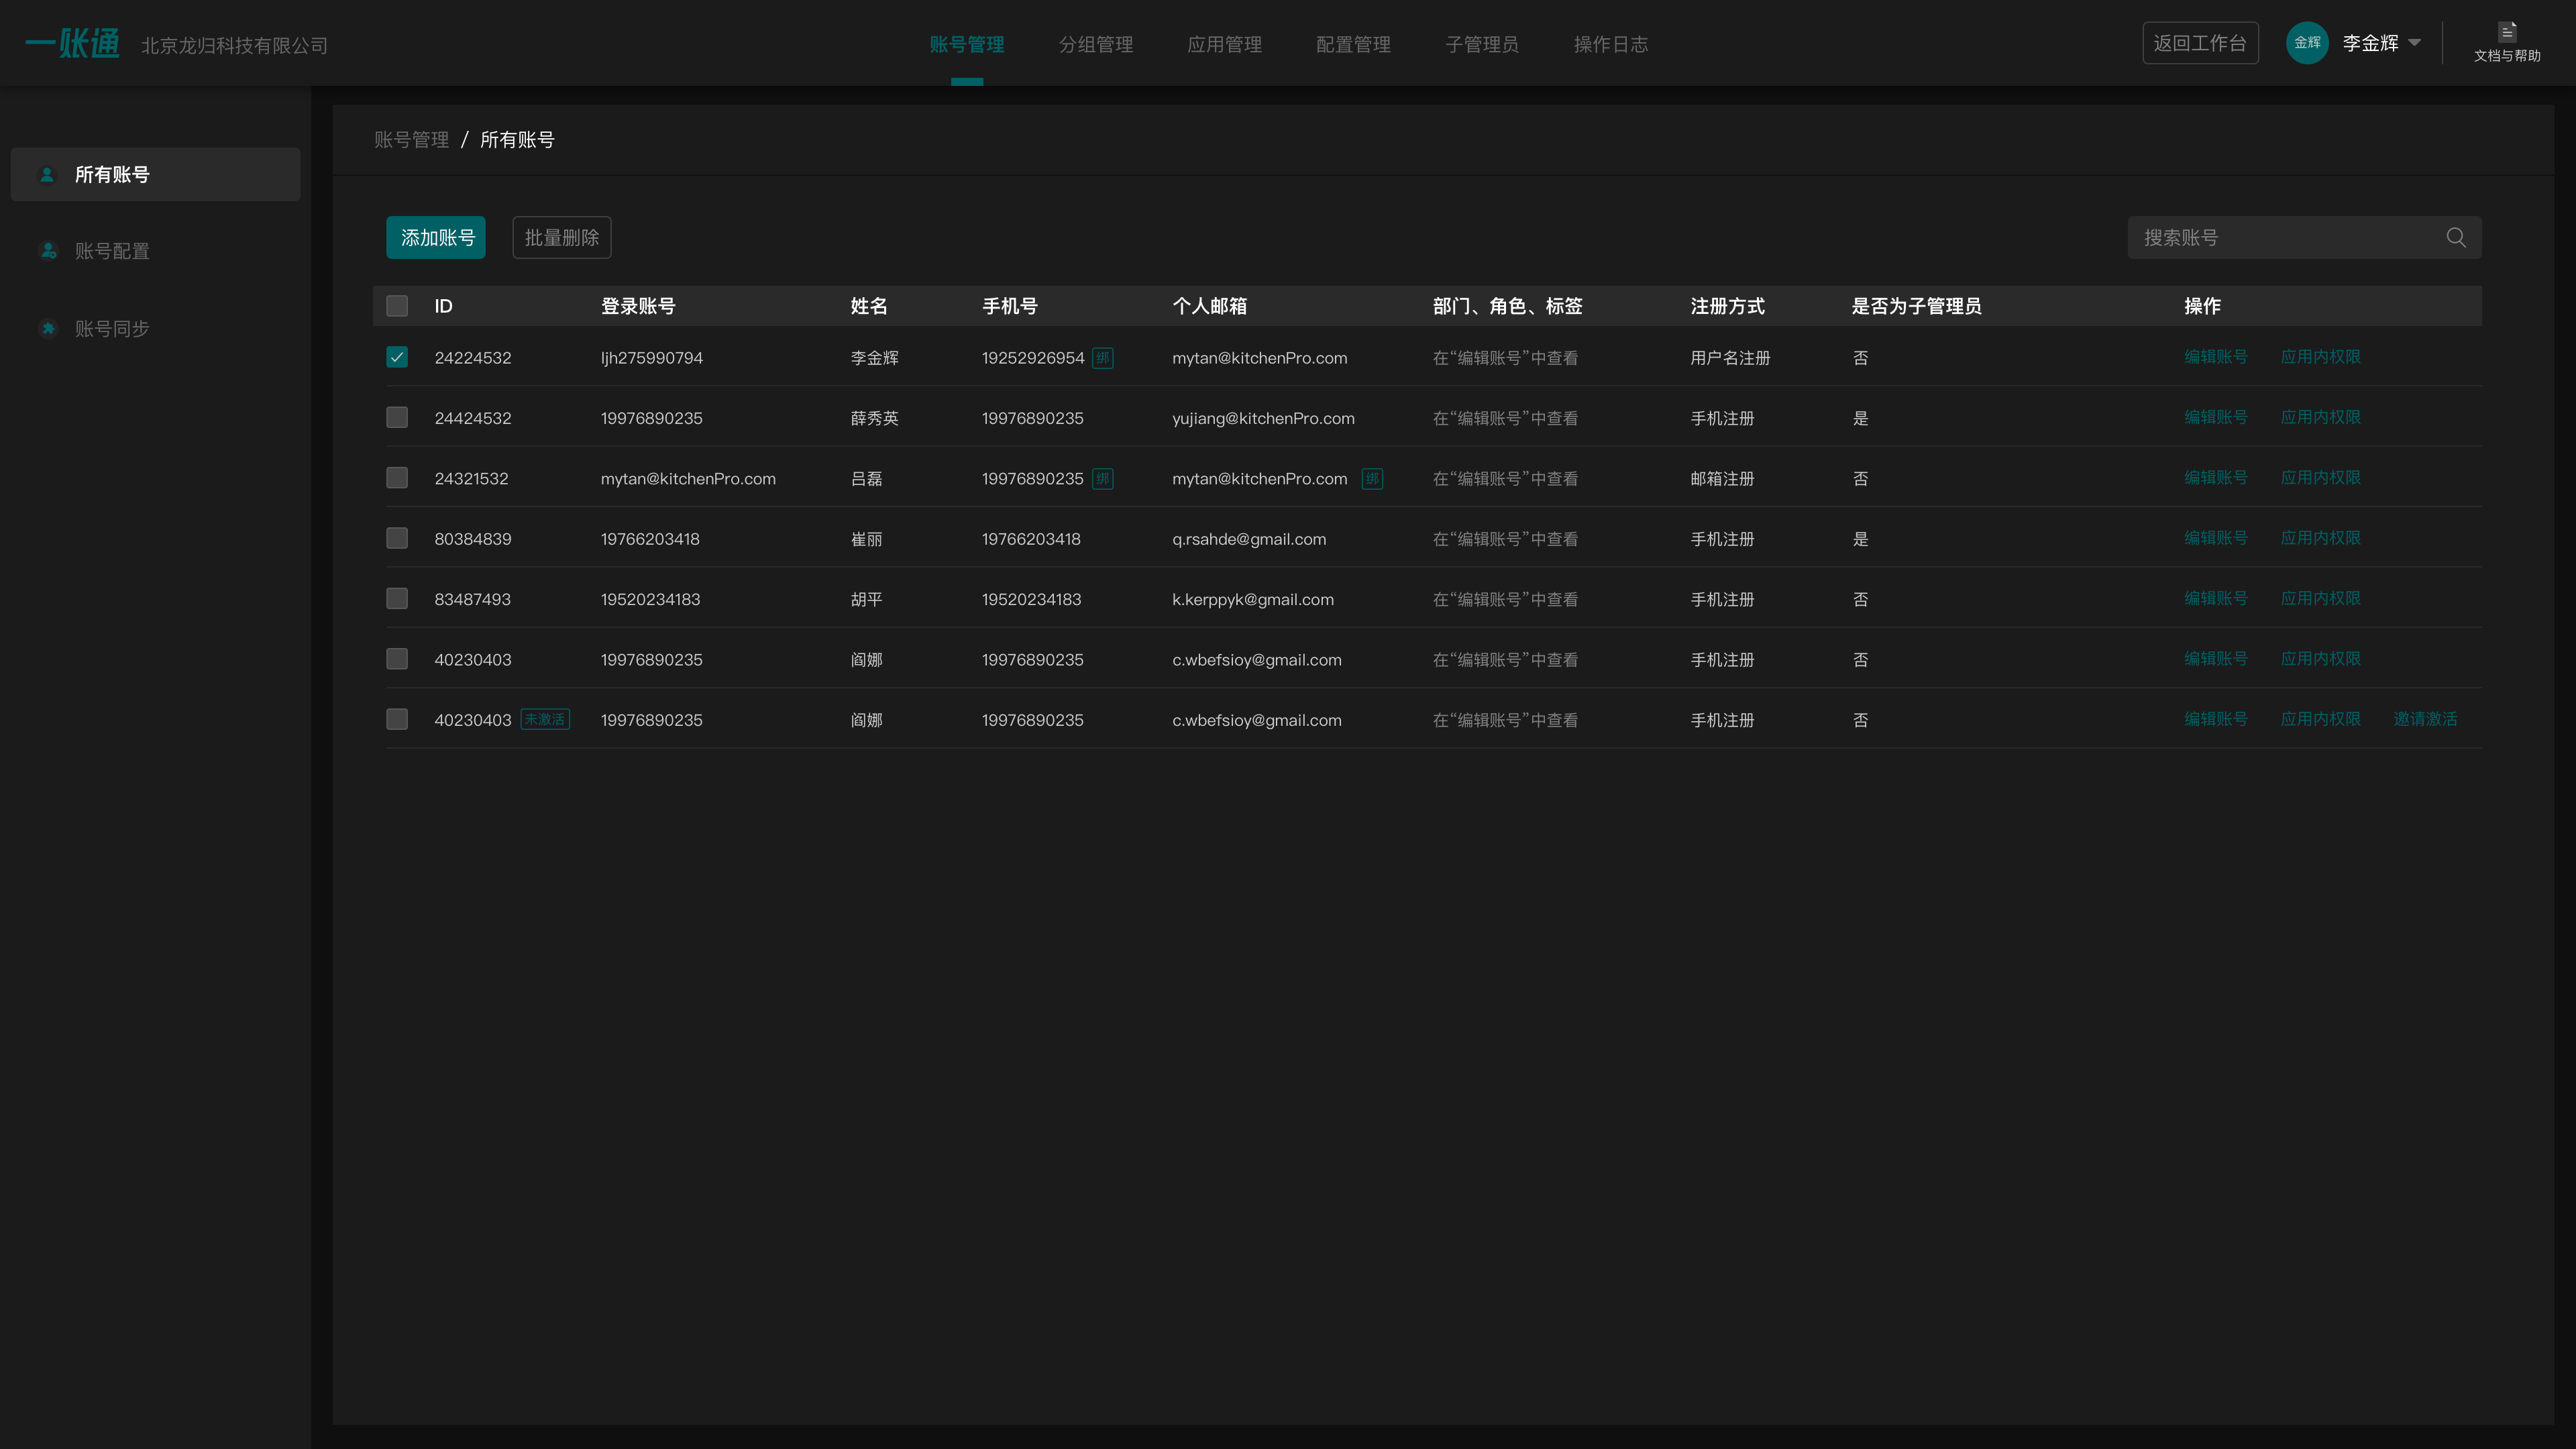 一账通 北京龙归科技有限公司 账号管理 分组管理 应用管理 配置管理 子管理员 操作日志 返回工作台 金辉 李金辉 文档与帮助
所有账号
账号配置
账号同步
账号管理 / 所有账号
添加账号 批量删除 搜索账号
ID 登录账号 姓名 手机号 个人邮箱 部门、角色、标签 注册方式 是否为子管理员 操作
24224532 ljh275990794 李金辉 19252926954 绑 mytan@kitchenPro.com 在“编辑账号”中查看 用户名注册 否 编辑账号 应用内权限
24424532 19976890235 薛秀英 19976890235 yujiang@kitchenPro.com 在“编辑账号”中查看 手机注册 是 编辑账号 应用内权限
24321532 mytan@kitchenPro.com 吕磊 19976890235 绑 mytan@kitchenPro.com 绑 在“编辑账号”中查看 邮箱注册 否 编辑账号 应用内权限
80384839 19766203418 崔丽 19766203418 q.rsahde@gmail.com 在“编辑账号”中查看 手机注册 是 编辑账号 应用内权限
83487493 19520234183 胡平 19520234183 k.kerppyk@gmail.com 在“编辑账号”中查看 手机注册 否 编辑账号 应用内权限
40230403 19976890235 阎娜 19976890235 c.wbefsioy@gmail.com 在“编辑账号”中查看 手机注册 否 编辑账号 应用内权限
40230403 未激活 19976890235 阎娜 19976890235 c.wbefsioy@gmail.com 在“编辑账号”中查看 手机注册 否 编辑账号 应用内权限 邀请激活